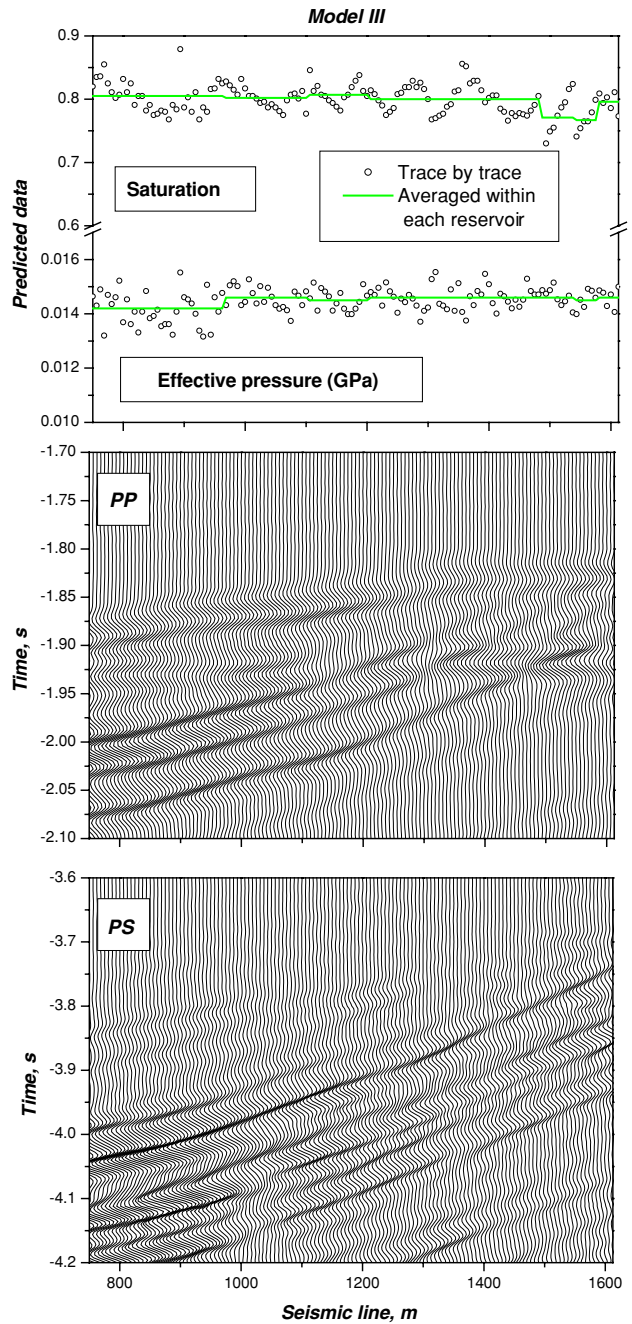 Model III
0.9
0.8
0.7
0.6
Saturation
Trace by trace
Averaged within
each reservoir
Predicted data
0.016
0.014
0.012
0.010
Effective pressure (GPa)
-1.70
-1.75
-1.80
-1.85
-1.90
-1.95
-2.00
-2.05
-2.10
PP
Time, s
-3.6
-3.7
-3.8
-3.9
-4.0
-4.1
-4.2
PS
Time, s
800 1000 1200 1400 1600
Seismic line, m